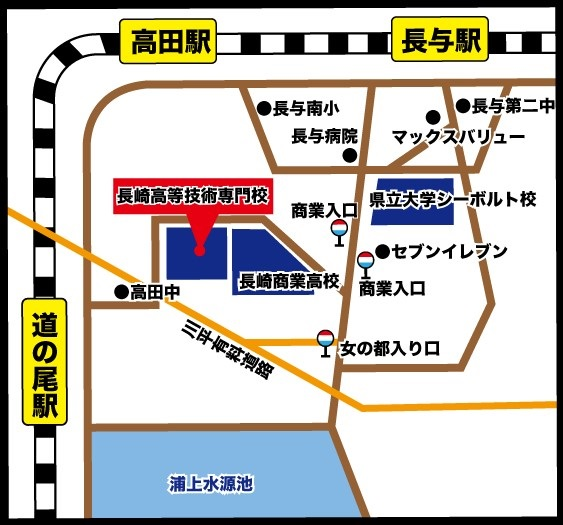 高田駅
長与駅
長与南小
長与第二中
長与病院
マックスバリュー
長崎高等技術専門校
県立大学シーボルト校
商業入口
セブンイレブン
長崎商業高校
商業入口
高田中
道の尾駅
川平有料道路
女の都入り口
浦上水源池